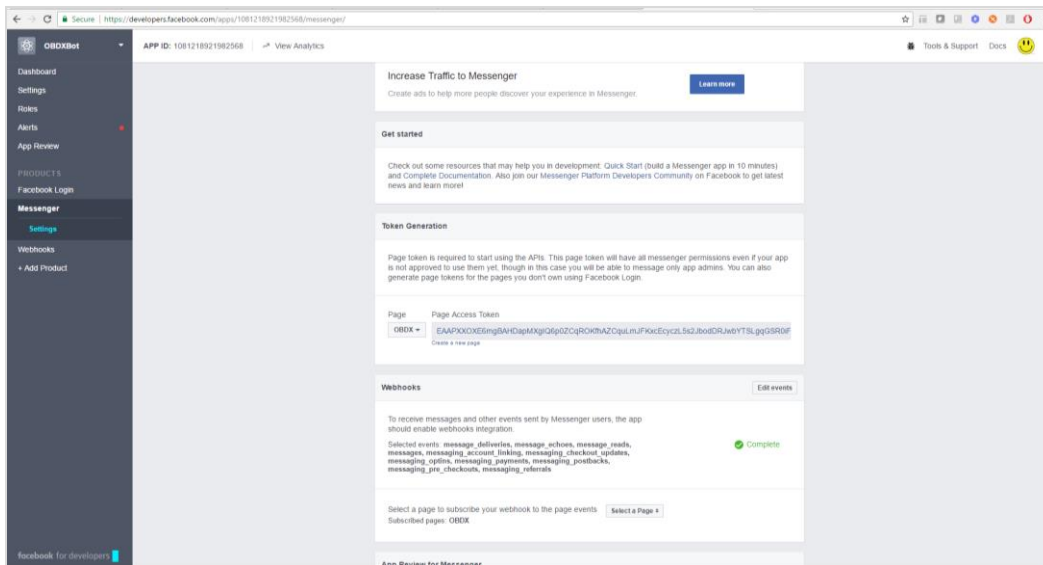 Secure | https://developers.facebook.com/apps/1081218921982568/messenger/
OBDXBot
APP ID: 1081218921982568
View Analytics
Tools & Support Docs
Dashboard
Settings
Roles
Alerts
App Review
PRODUCTS
Facebook Login
Messenger
Settings
Webhooks
+ Add Product
facebook for developers
Increase Traffic to Messenger
Create ads to help more people discover your experience in Messenger.
Learn more
Get started
Check out some resources that may help you in development: Quick Start (build a Messenger app in 10 minutes)
and Complete Documentation. Also join our Messenger Platform Developers Community on Facebook to get latest
news and learn more!
Token Generation
Page token is required to start using the APIs. This page token will have all messenger permissions even if your app
is not approved to use them yet, though in this case you will be able to message only app admins. You can also
generate page tokens for the pages you don't own using Facebook Login.
Page Page Access Token
OBDX
Create a new page
Webhooks
Edit events
To receive messages and other events sent by Messenger users, the app
should enable webhooks integration.
Selected events: message_deliveries, message_echoes, message_reads,
messages, messaging_account_linking, messaging_checkout_updates,
messaging_optins, messaging_payments, messaging_postbacks,
messaging_pre_checkouts, messaging_referrals
Complete
Select a page to subscribe your webhook to the page events
Select a Page
Subscribed pages: OBDX
App Review for Messenger